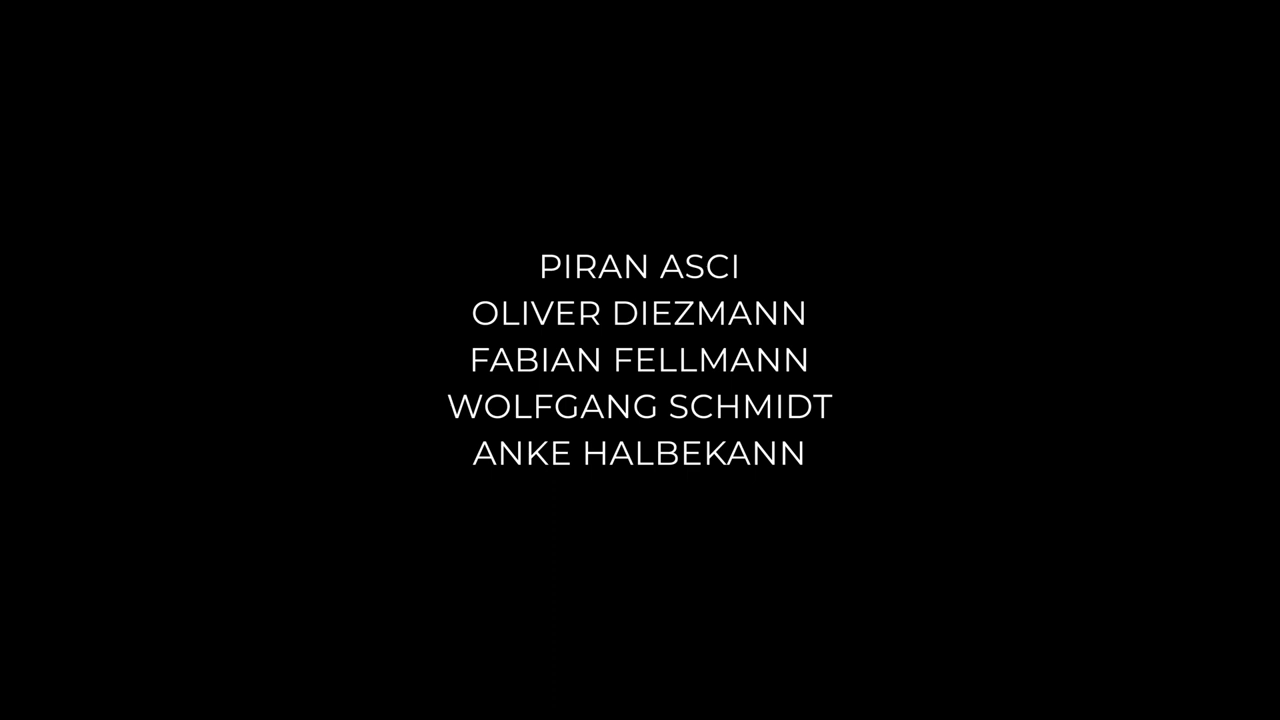 PIRAN ASCI
OLIVER DIEZMANN
FABIAN FELLMANN
WOLFGANG SCHMIDT
ANKE HALBEKANN